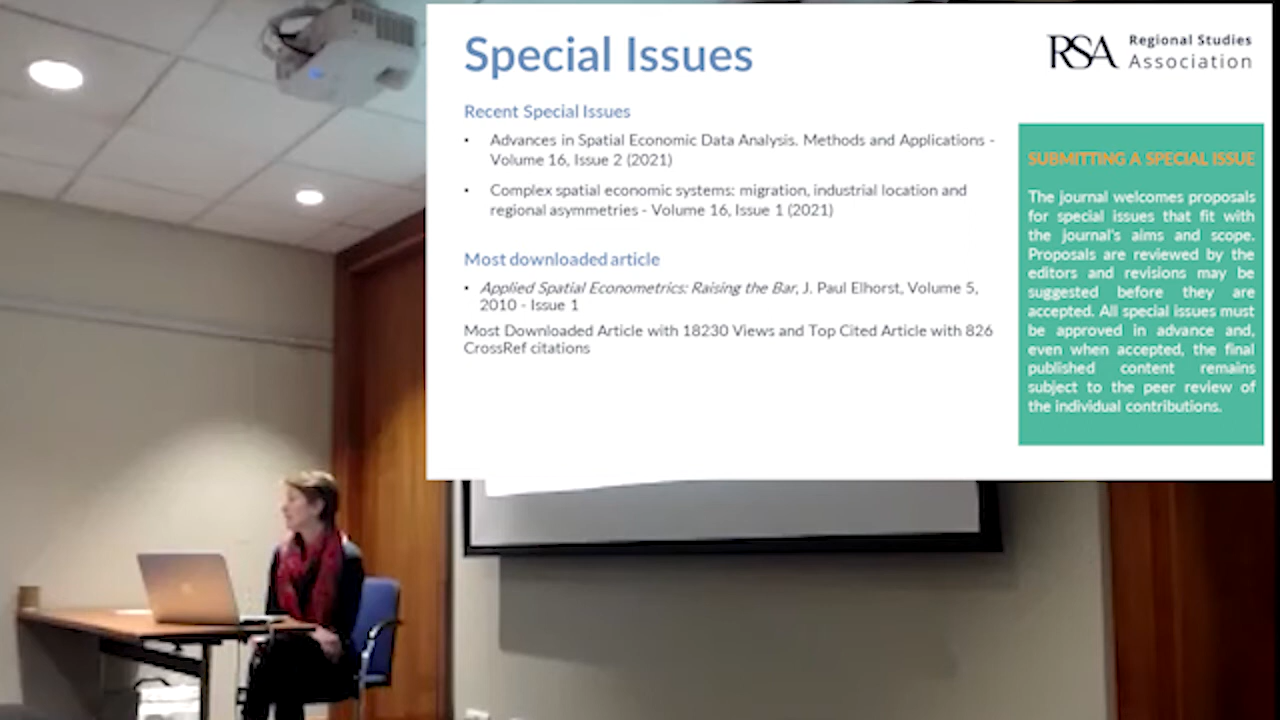 Special Issues
RSA Regional Studies
Association
Recent Special Issues
• Advances in Spatial Economic Data Analysis. Methods and Applications -
Volume 16, Issue 2 (2021)
• Complex spatial economic systems: migration, industrial location and
regional asymmetries - Volume 16, Issue 1 (2021)
Most downloaded article
• Applied Spatial Econometrics: Raising the Bar, J. Paul Elhorst, Volume 5,
2010 - Issue 1
Most Downloaded Article with 18230 Views and Top Cited Article with 826
CrossRef citations
SUBMITTING A SPECIAL ISSUE
The journal welcomes proposals
for special issues that fit with
the journal's aims and scope.
Proposals are reviewed by the
editors and revisions may be
suggested before they are
accepted. All special issues must
be approved in advance and,
even when accepted, the final
published content remains
subject to the peer review of
the individual contributions.